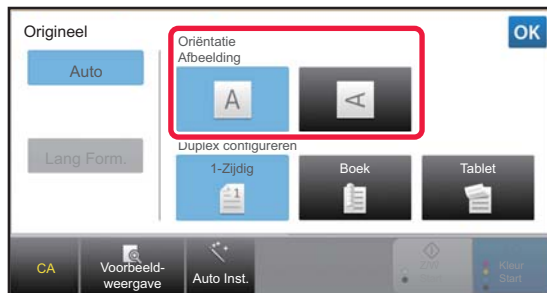 Origineel
OK
Oriëntatie
Afbeelding
Auto
A
A
Lang Form.
Duplex configureren
1-Zijdig
Boek
Tablet
1
CA
Voorbeeld-
weergave
Auto Inst.
Z/W
Start
Kleur
Start